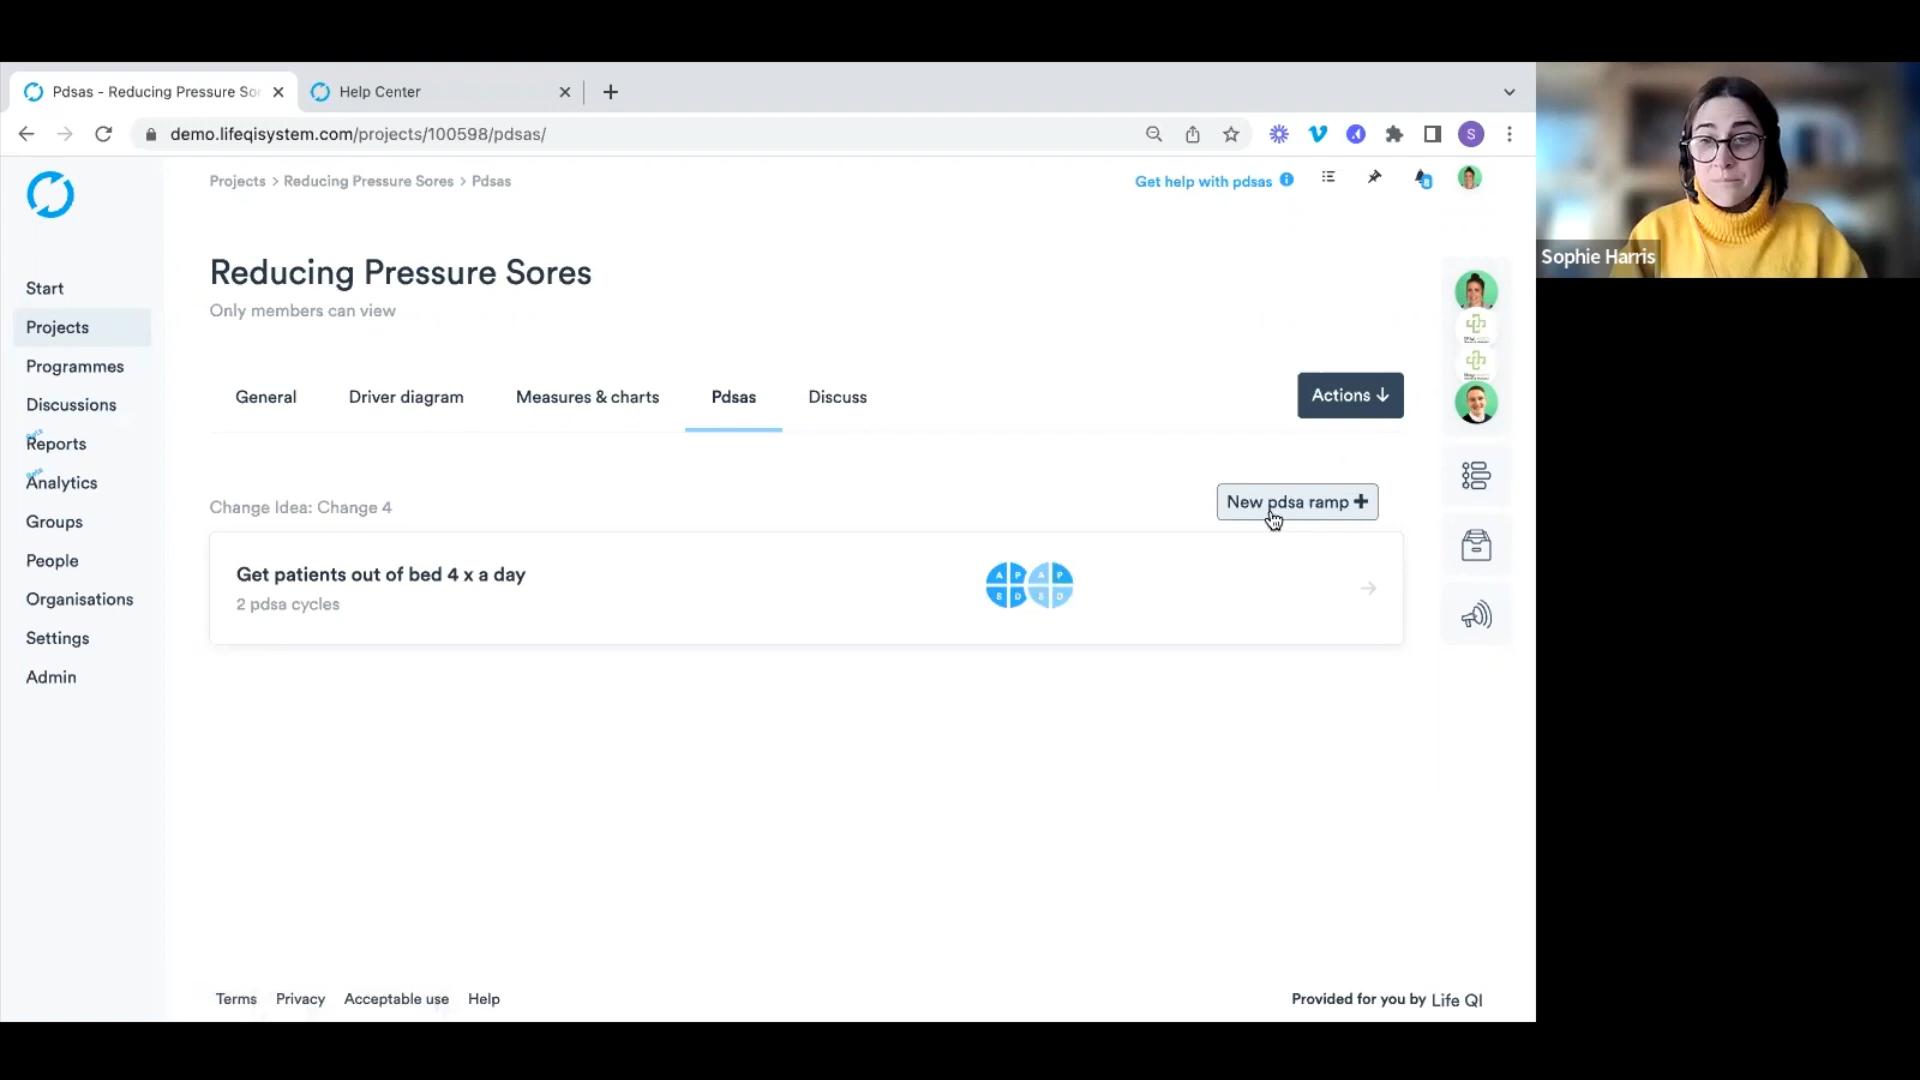 Pdsas - Reducing Pressure Sor
Help Center
demo.lifeqisystem.com/projects/100598/pdsas/
S
Projects > Reducing Pressure Sores > Pdsas
Get help with pdsas
8
Sophie Harris
Reducing Pressure Sores
Only members can view
Start
Projects
Programmes
Discussions
Beta
Reports
Beta
Analytics
Groups
People
Organisations
Settings
Admin
General
Driver diagram
Measures & charts
Pdsas
Discuss
Actions ↓
Change Idea: Change 4
New pdsa ramp +
Get patients out of bed 4 x a day
2 pdsa cycles
A P A P
S D S D
Terms
Privacy
Acceptable use
Help
Provided for you by Life QI